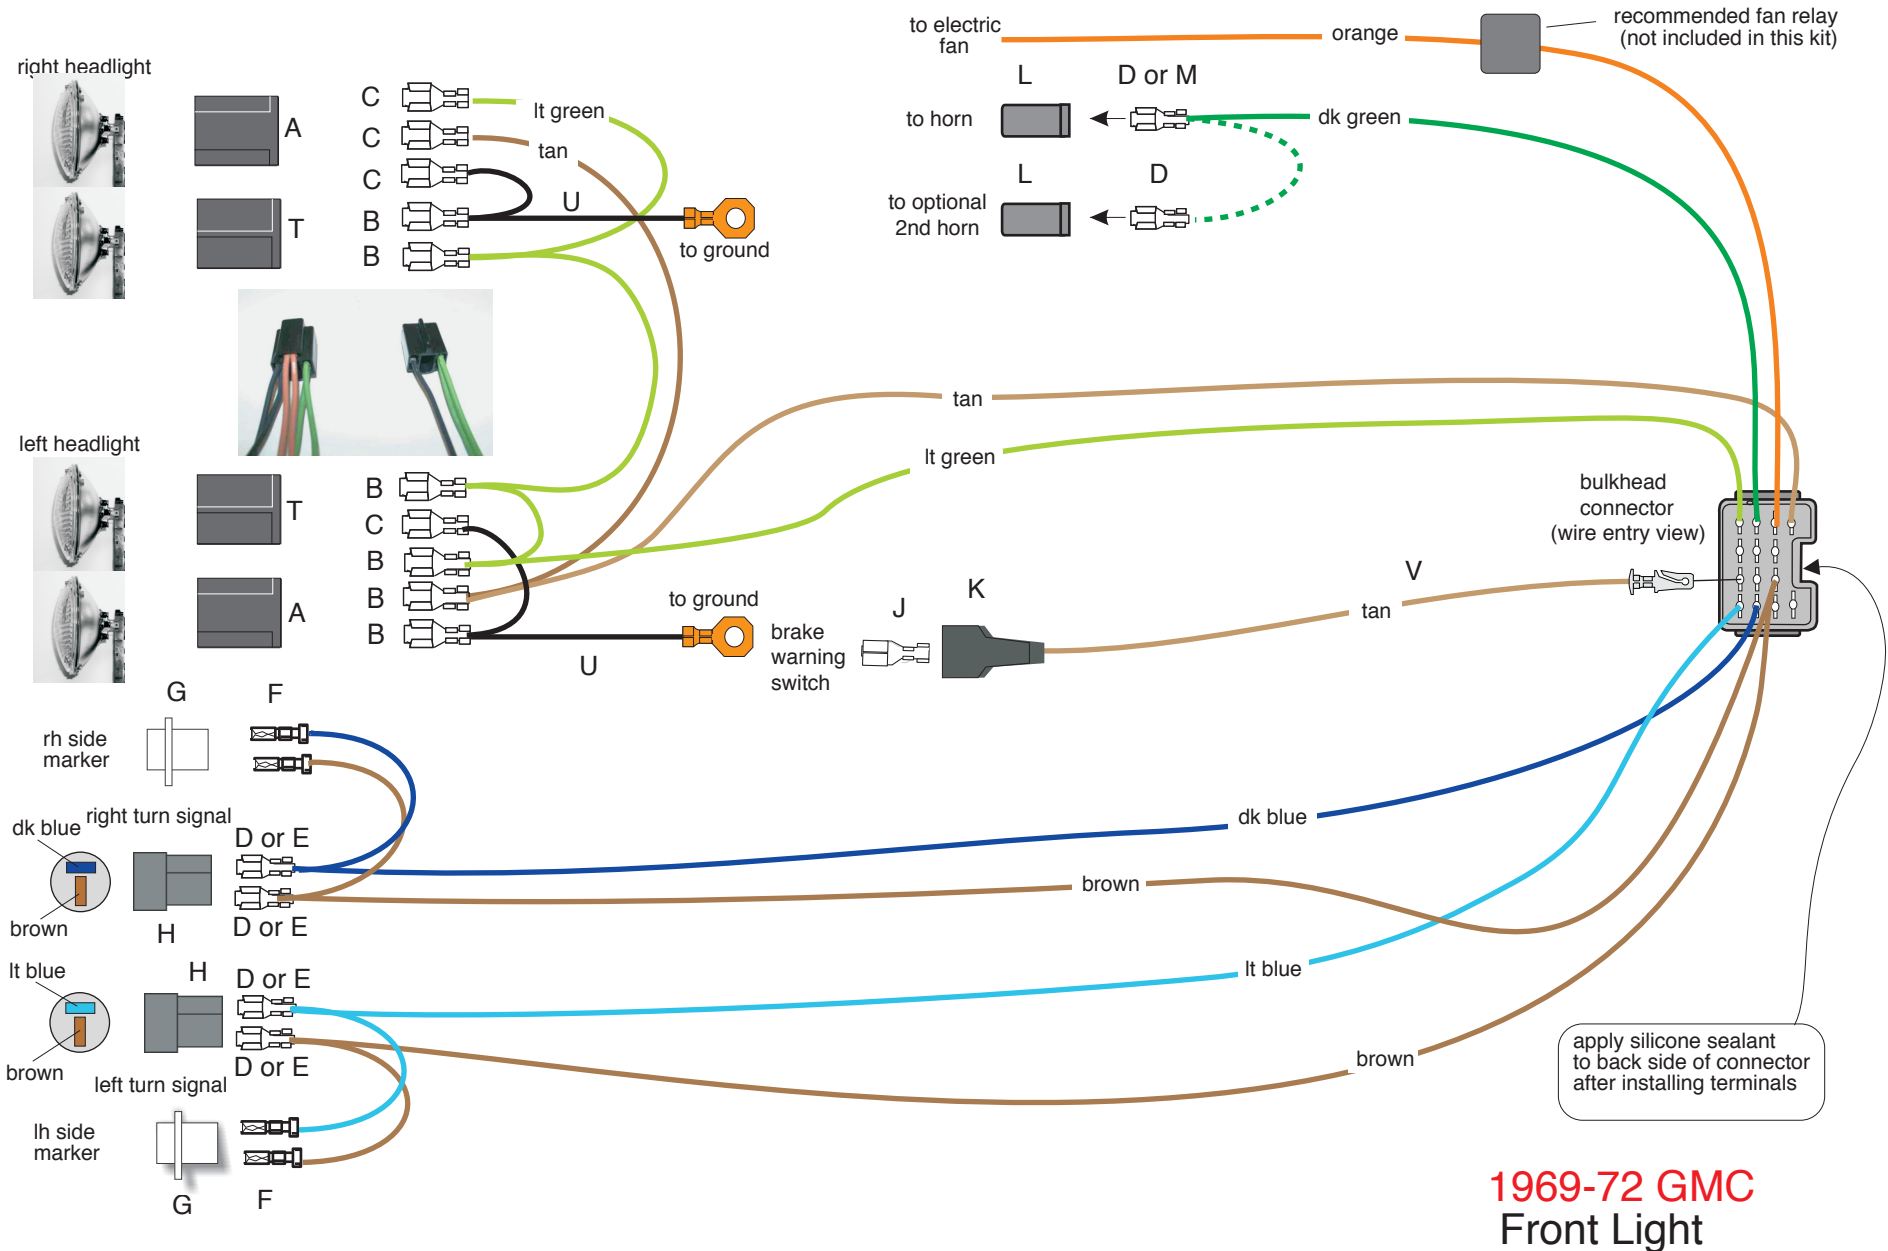 to electric
fan
orange
recommended fan relay
(not included in this kit)
right headlight
A
T
C
C
C
B
B
lt green
tan
U
to ground
L
D or M
to horn
dk green
L
D
to optional
2nd horn
left headlight
T
A
B
C
B
B
B
tan
lt green
to ground
U
brake
warning
switch
J
K
tan
V
bulkhead
connector
(wire entry view)
G
F
rh side
marker
right turn signal
dk blue
brown
H
D or E
D or E
dk blue
brown
lt blue
brown
H
D or E
D or E
left turn signal
lt blue
brown
lh side
marker
G
F
apply silicone sealant
to back side of connector
after installing terminals
1969-72 GMC
Front Light